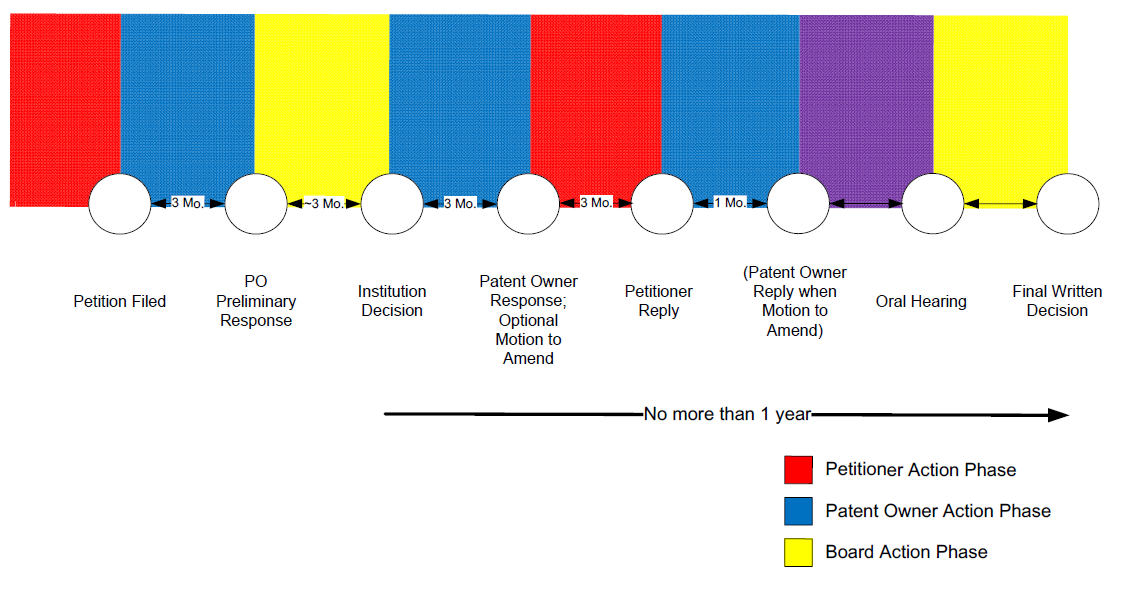 3 Mo.
~3 Mo.
3 Mo.
3 Mo.
1 Mo.
Petition Filed
PO
Preliminary
Response
Institution
Decision
Patent Owner
Response;
Optional
Motion to
Amend
Petitioner
Reply
(Patent Owner
Reply when
Motion to
Amend)
Oral Hearing
Final Written
Decision
No more than 1 year
Petitioner Action Phase
Patent Owner Action Phase
Board Action Phase